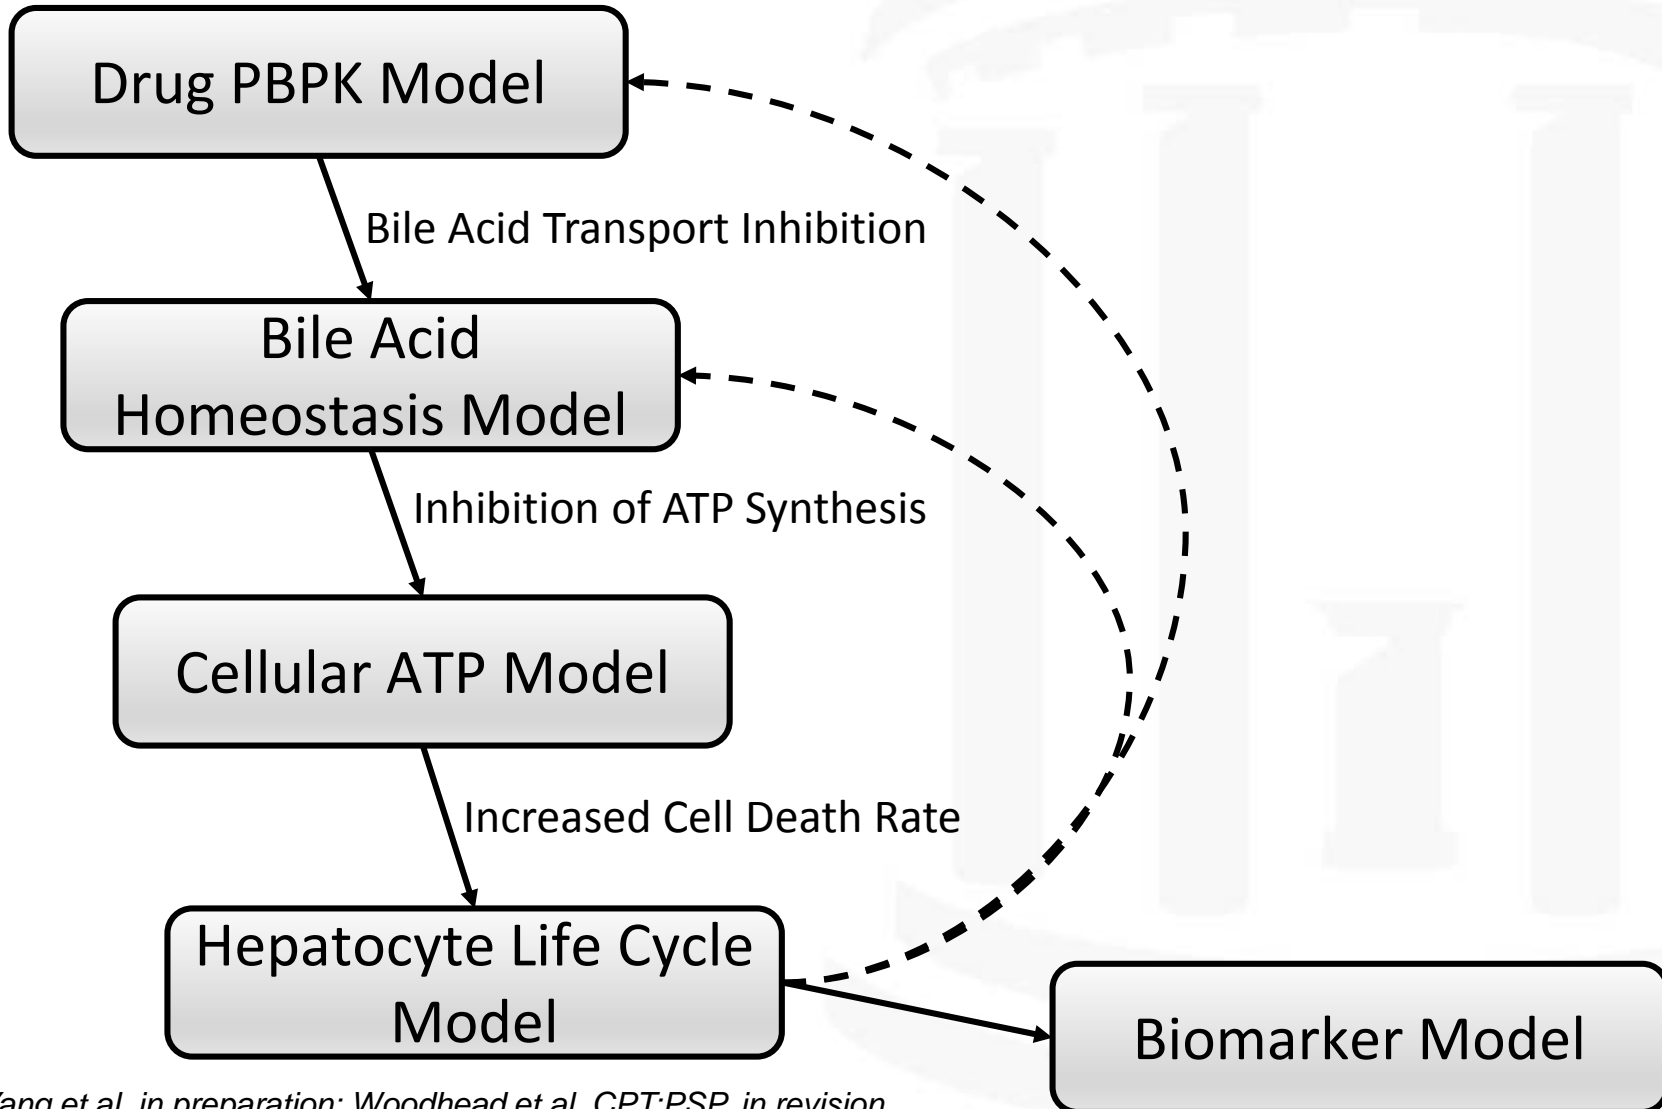 Drug PBPK Model
Bile Acid Transport Inhibition
Bile Acid
Homeostasis Model
Inhibition of ATP Synthesis
Cellular ATP Model
Increased Cell Death Rate
Hepatocyte Life Cycle
Model
Biomarker Model
Yang et al. in preparation; Woodhead et al. CPT:PSP, in revision